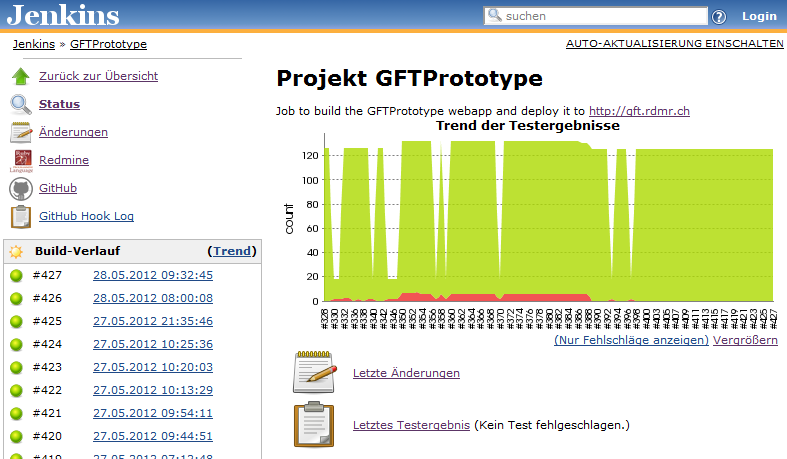 Jenkins
suchen
Login
Jenkins » GFTPrototype
AUTO-AKTUALISIERUNG EINSCHALTEN
Zurück zur Übersicht
Status
Änderungen
Redmine
GitHub
GitHub Hook Log
Build-Verlauf (Trend)
#427 28.05.2012 09:32:45
#426 28.05.2012 08:00:08
#425 27.05.2012 21:35:46
#424 27.05.2012 10:25:36
#423 27.05.2012 10:20:03
#422 27.05.2012 10:13:29
#421 27.05.2012 09:54:11
#420 27.05.2012 09:44:51
#419 27.05.2012 07:12:48
Projekt GFTPrototype
Job to build the GFTPrototype webapp and deploy it to http://gft.rdmr.ch
Trend der Testergebnisse
count
120
100
80
60
40
20
0
#328 #330 #332 #336 #338 #340 #342 #344 #346 #350 #352 #354 #356 #358 #360 #362 #364 #366 #368 #370 #372 #374 #376 #378 #380 #382 #384 #386 #388 #390 #392 #394 #396 #398 #400 #403 #405 #407 #409 #411 #413 #415 #417 #419 #421 #423 #425 #427
(Nur Fehlschläge anzeigen) Vergrößern
Letzte Änderungen
Letztes Testergebnis (Kein Test fehlgeschlagen.)